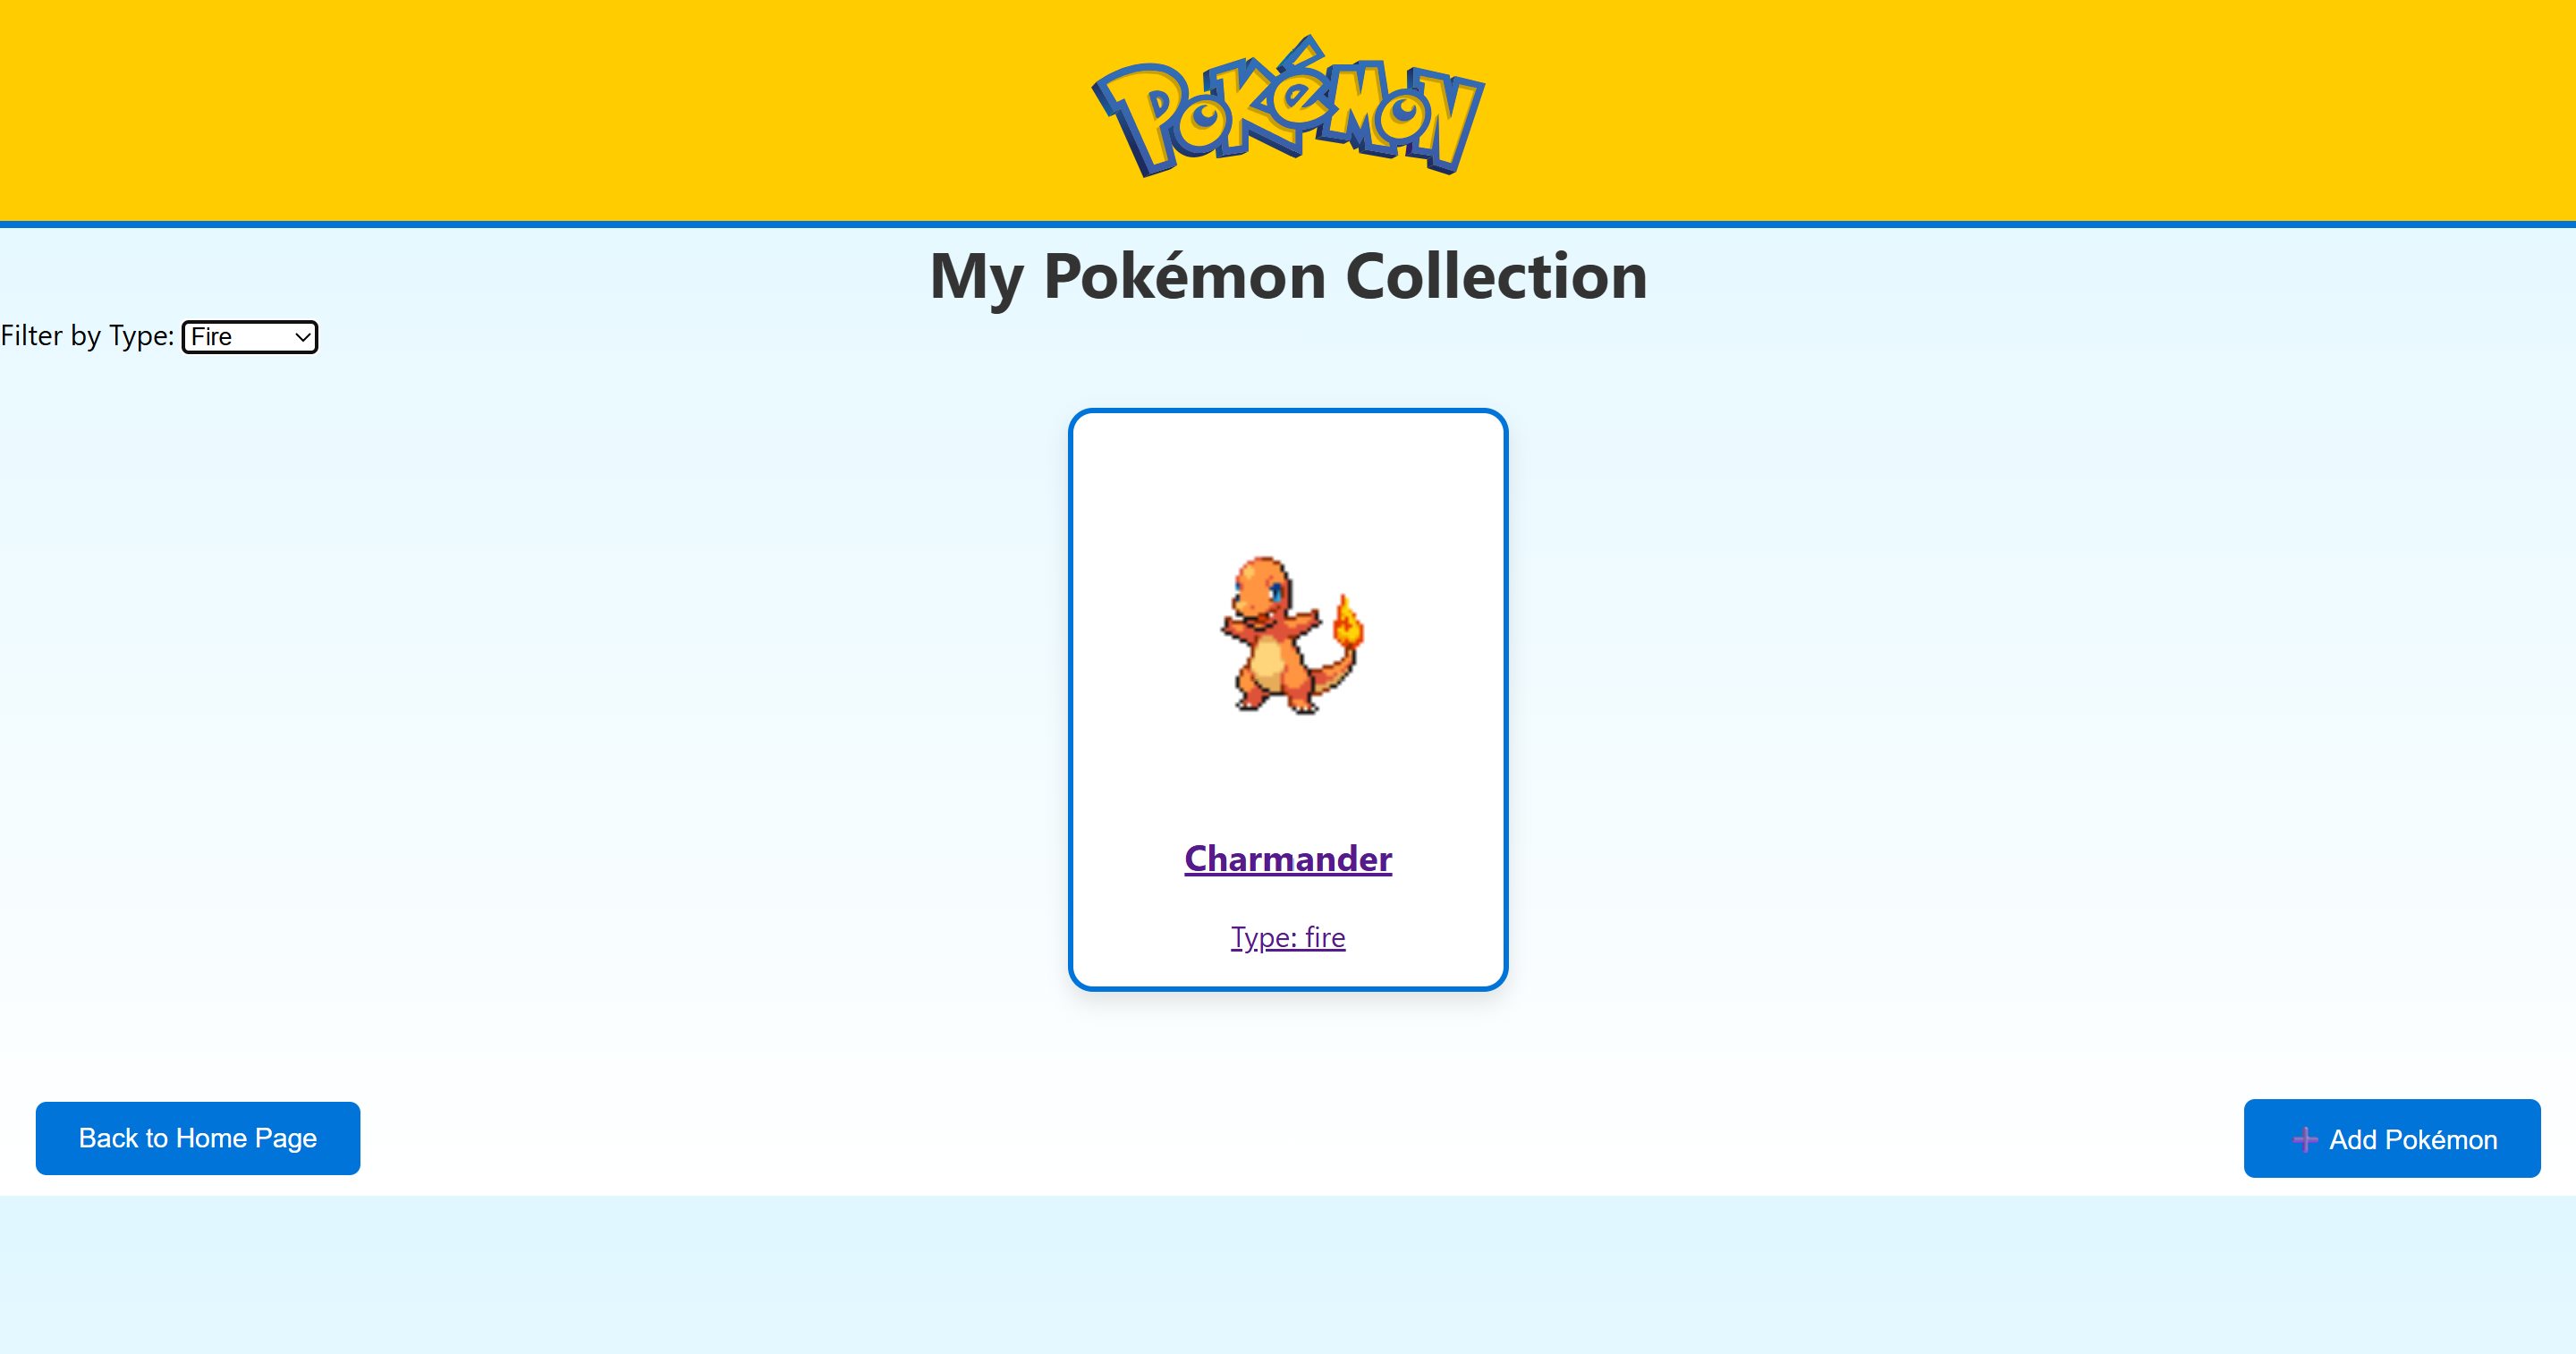 Pokémon
My Pokémon Collection
Filter by Type: Fire
Charmander
Type: fire
Back to Home Page
➕ Add Pokémon